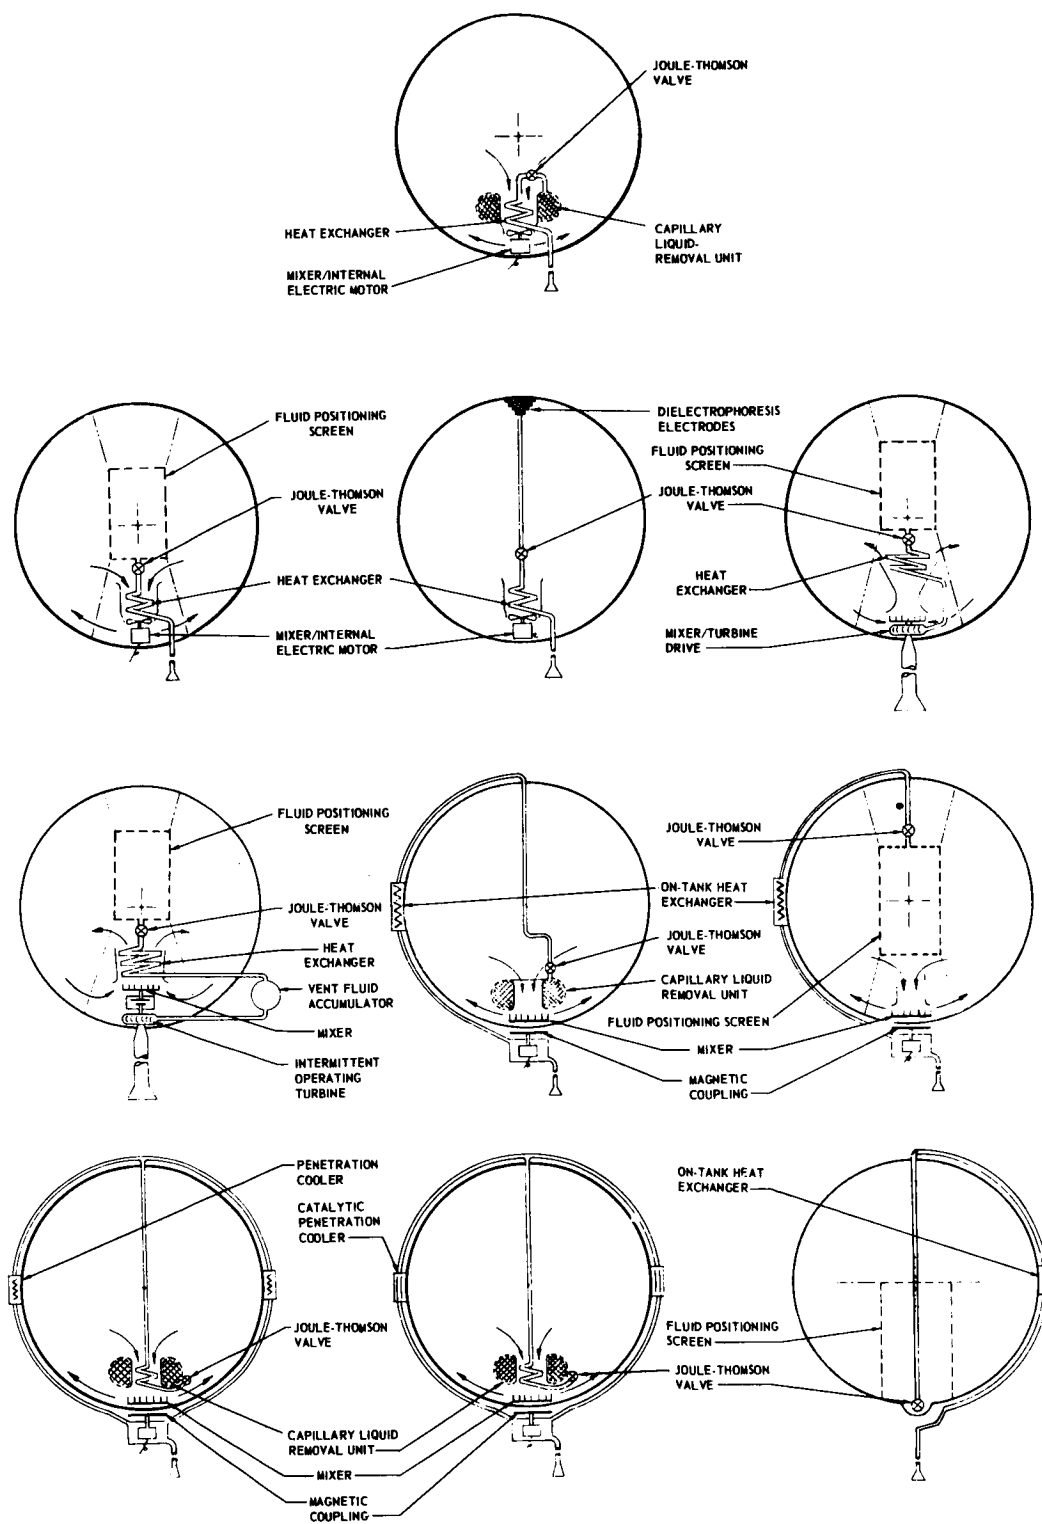 JOULE-THOMSON
VALVE
HEAT EXCHANGER
CAPILLARY
LIQUID-
REMOVAL UNIT
MIXER/INTERNAL
ELECTRIC MOTOR
FLUID POSITIONING
SCREEN
DIELECTROPHORESIS
ELECTRODES
FLUID POSITIONING
SCREEN
JOULE-THOMSON
VALVE
JOULE-THOMSON
VALVE
HEAT EXCHANGER
HEAT
EXCHANGER
MIXER/INTERNAL
ELECTRIC MOTOR
MIXER/TURBINE
DRIVE
FLUID POSITIONING
SCREEN
JOULE-THOMSON
VALVE
ON-TANK HEAT
EXCHANGER
JOULE-THOMSON
VALVE
JOULE-THOMSON
VALVE
HEAT
EXCHANGER
CAPILLARY LIQUID
REMOVAL UNIT
VENT FLUID
ACCUMULATOR
FLUID POSITIONING SCREEN
MIXER
MIXER
INTERMITTENT
OPERATING
TURBINE
MAGNETIC
COUPLING
PENETRATION
COOLER
CATALYTIC
PENETRATION
COOLER
ON-TANK HEAT
EXCHANGER
JOULE-THOMSON
VALVE
FLUID POSITIONING
SCREEN
JOULE-THOMSON
VALVE
CAPILLARY LIQUID
REMOVAL UNIT
MIXER
MAGNETIC
COUPLING